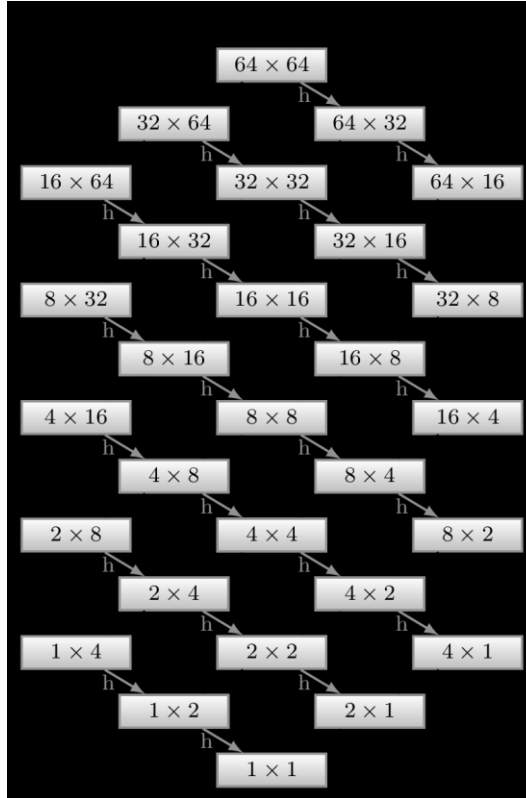 64 × 64
h
32 × 64 64 × 32
h h
16 × 64 32 × 32 64 × 16
h h
16 × 32 32 × 16
h h
8 × 32 16 × 16 32 × 8
h h
8 × 16 16 × 8
h h
4 × 16 8 × 8 16 × 4
h h
4 × 8 8 × 4
h h
2 × 8 4 × 4 8 × 2
h h
2 × 4 4 × 2
h h
1 × 4 2 × 2 4 × 1
h h
1 × 2 2 × 1
h
1 × 1